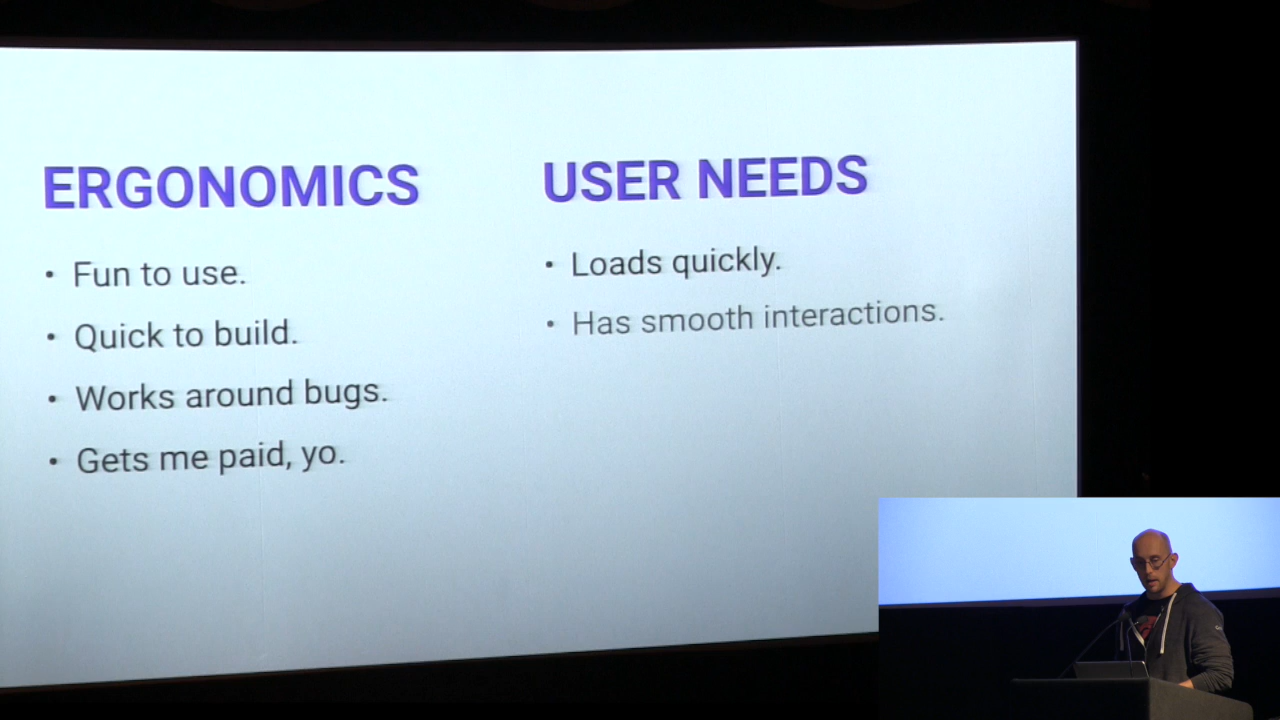 ERGONOMICS
• Fun to use.
• Quick to build.
• Works around bugs.
• Gets me paid, yo.
USER NEEDS
• Loads quickly.
• Has smooth interactions.